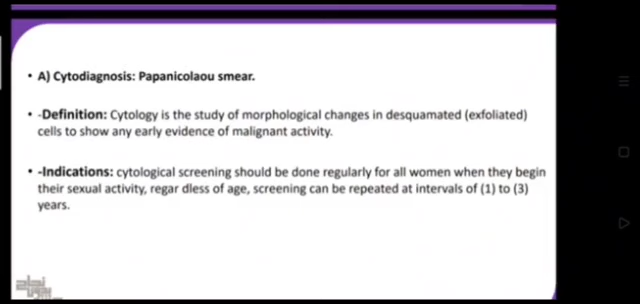 • A) Cytodiagnosis: Papanicolaou smear.
• -Definition: Cytology is the study of morphological changes in desquamated (exfoliated)
cells to show any early evidence of malignant activity.
• -Indications: cytological screening should be done regularly for all women when they begin
their sexual activity, regar dless of age, screening can be repeated at intervals of (1) to (3)
years.